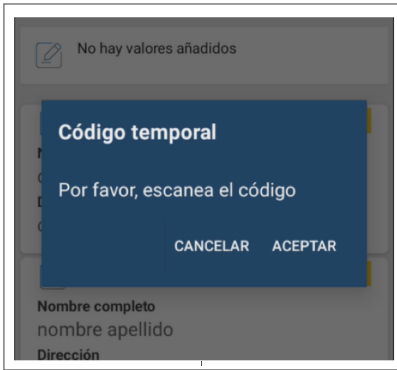 No hay valores añadidos
Código temporal
Por favor, escanea el código
CANCELAR ACEPTAR
Nombre completo
nombre apellido
Dirección